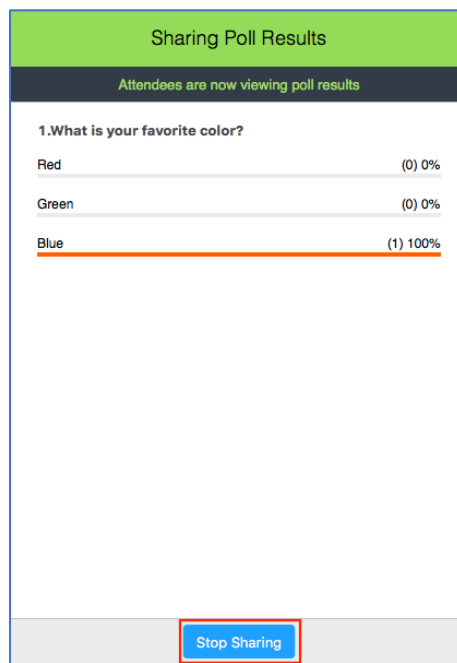 Sharing Poll Results
Attendees are now viewing poll results
1.What is your favorite color?
Red (0) 0%
Green (0) 0%
Blue (1) 100%
Stop Sharing